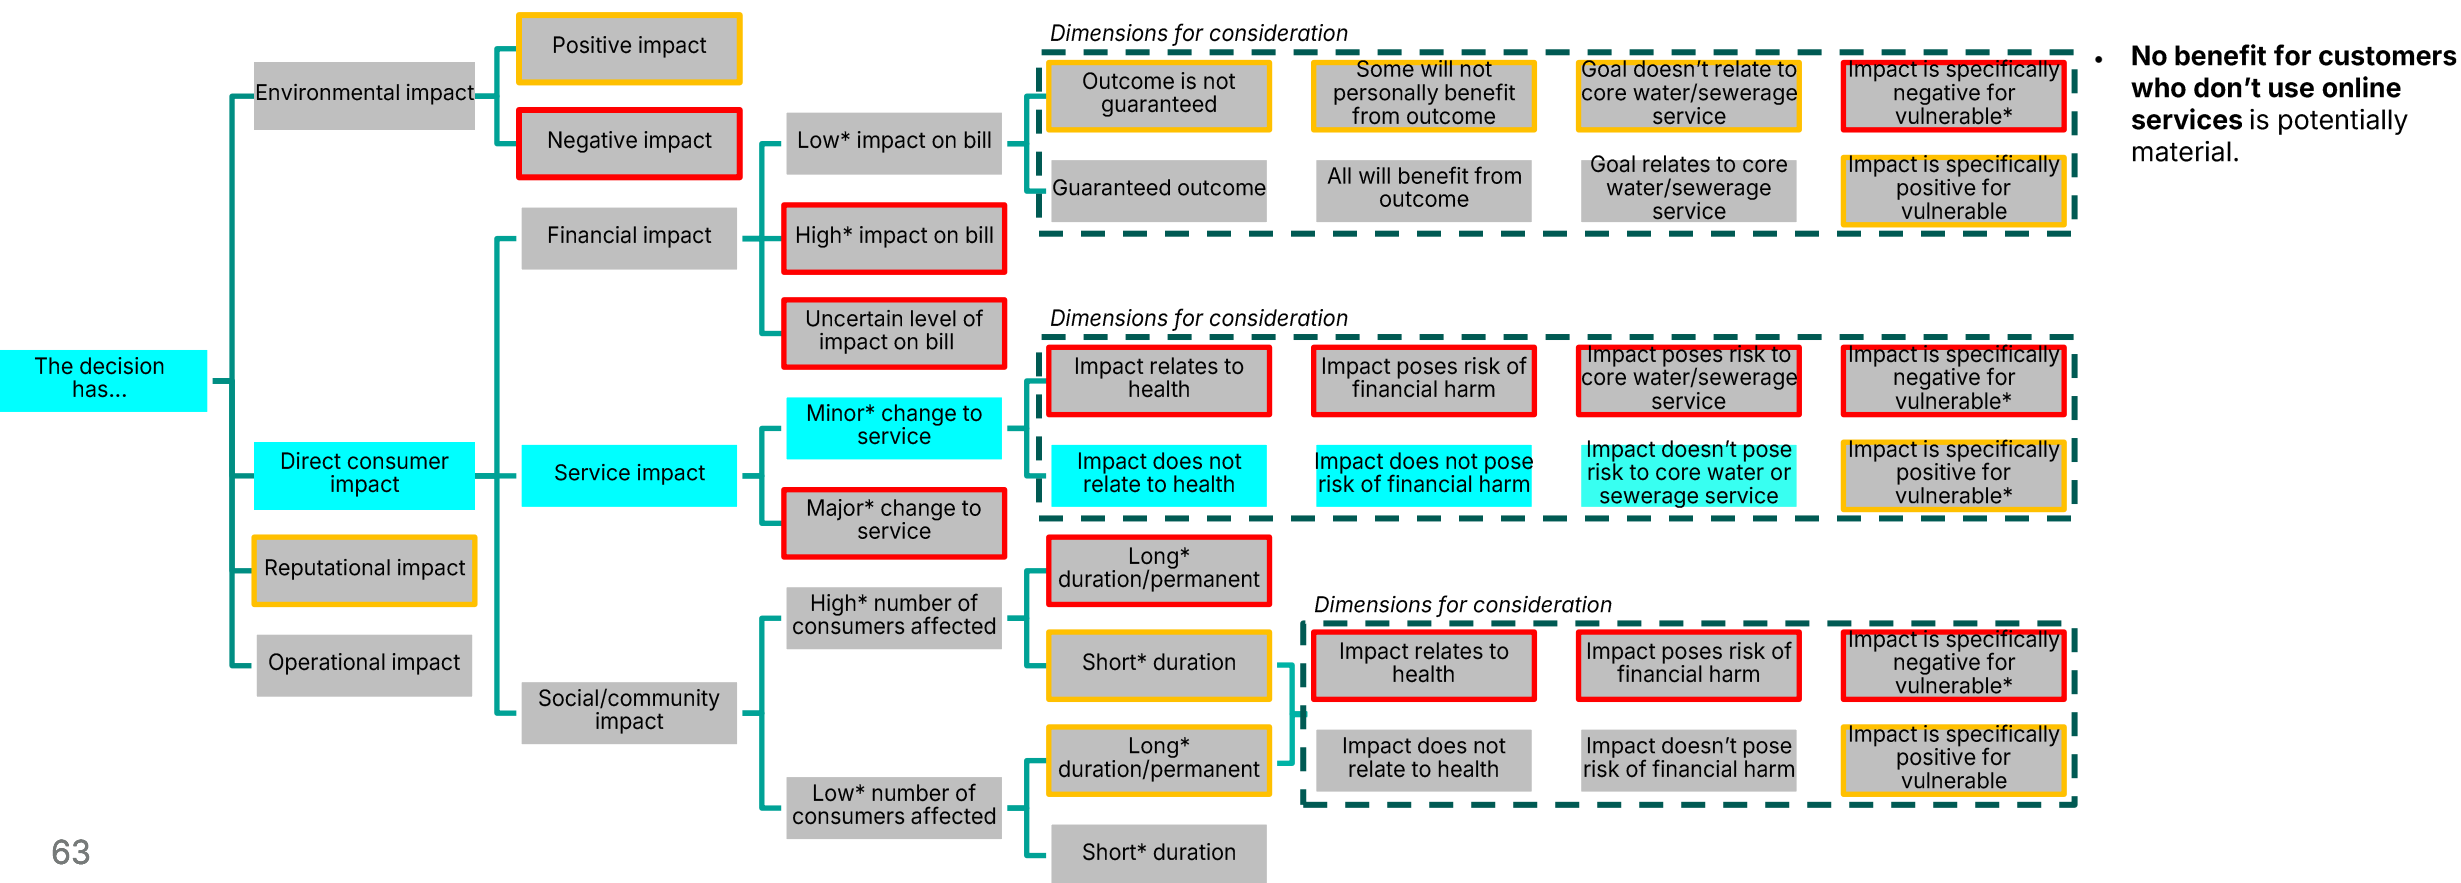 Positive impact
Environmental impact
Negative impact
Financial impact
Low* impact on bill
High* impact on bill
Uncertain level of
impact on bill
Dimensions for consideration
Outcome is not
guaranteed
Some will not
personally benefit
from outcome
Goal doesn’t relate to
core water/sewerage
service
Impact is specifically
negative for
vulnerable*
Guaranteed outcome
All will benefit from
outcome
Goal relates to core
water/sewerage
service
Impact is specifically
positive for
vulnerable
• No benefit for customers
who don’t use online
services is potentially
material.
The decision
has...
Direct consumer
impact
Service impact
Minor* change to
service
Major* change to
service
Dimensions for consideration
Impact relates to
health
Impact poses risk of
financial harm
Impact poses risk to
core water/sewerage
service
Impact is specifically
negative for
vulnerable*
Impact does not
relate to health
Impact does not pose
risk of financial harm
Impact doesn’t pose
risk to core water or
sewerage service
Impact is specifically
positive for
vulnerable*
Reputational impact
Operational impact
Social/community
impact
High* number of
consumers affected
Low* number of
consumers affected
Long*
duration/permanent
Short* duration
Long*
duration/permanent
Short* duration
Dimensions for consideration
Impact relates to
health
Impact poses risk of
financial harm
Impact is specifically
negative for
vulnerable*
Impact does not
relate to health
Impact doesn’t pose
risk of financial harm
Impact is specifically
positive for
vulnerable
63